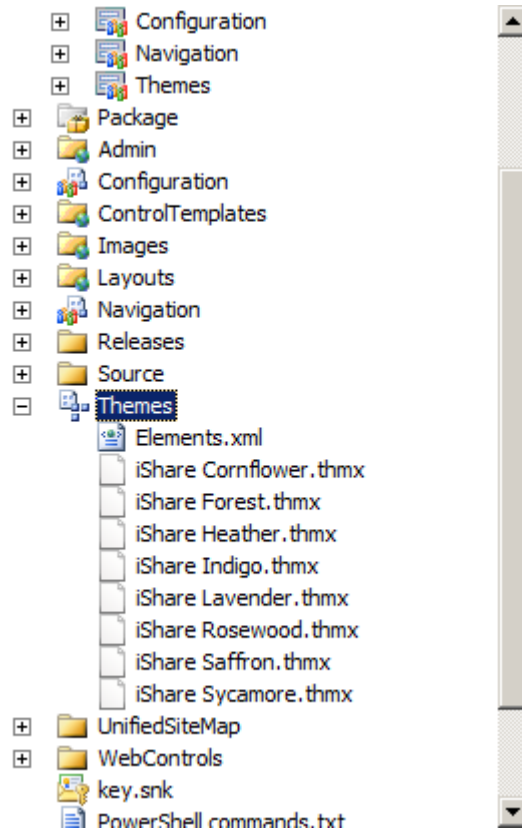 Configuration
Navigation
Themes
Package
Admin
Configuration
ControlTemplates
Images
Layouts
Navigation
Releases
Source
Themes
Elements.xml
iShare Cornflower.thmx
iShare Forest.thmx
iShare Heather.thmx
iShare Indigo.thmx
iShare Lavender.thmx
iShare Rosewood.thmx
iShare Saffron.thmx
iShare Sycamore.thmx
UnifiedSiteMap
WebControls
key.snk
PowerShell commands.txt